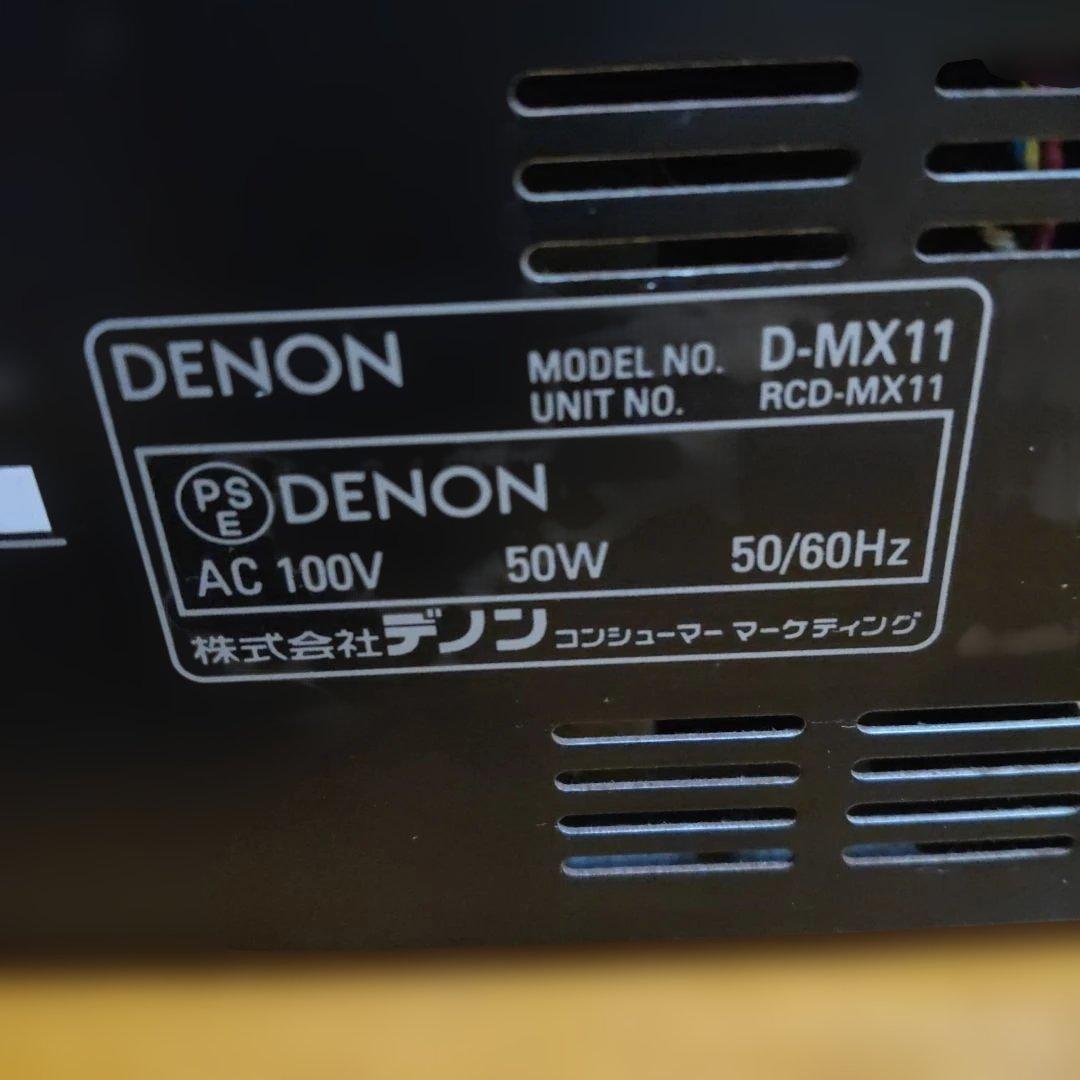 DENON MODEL NO. D-MX11
UNIT NO. RCD-MX11
PSE DENON
AC 100V 50W 50/60Hz
株式会社デノン コンシューマー マーケティング